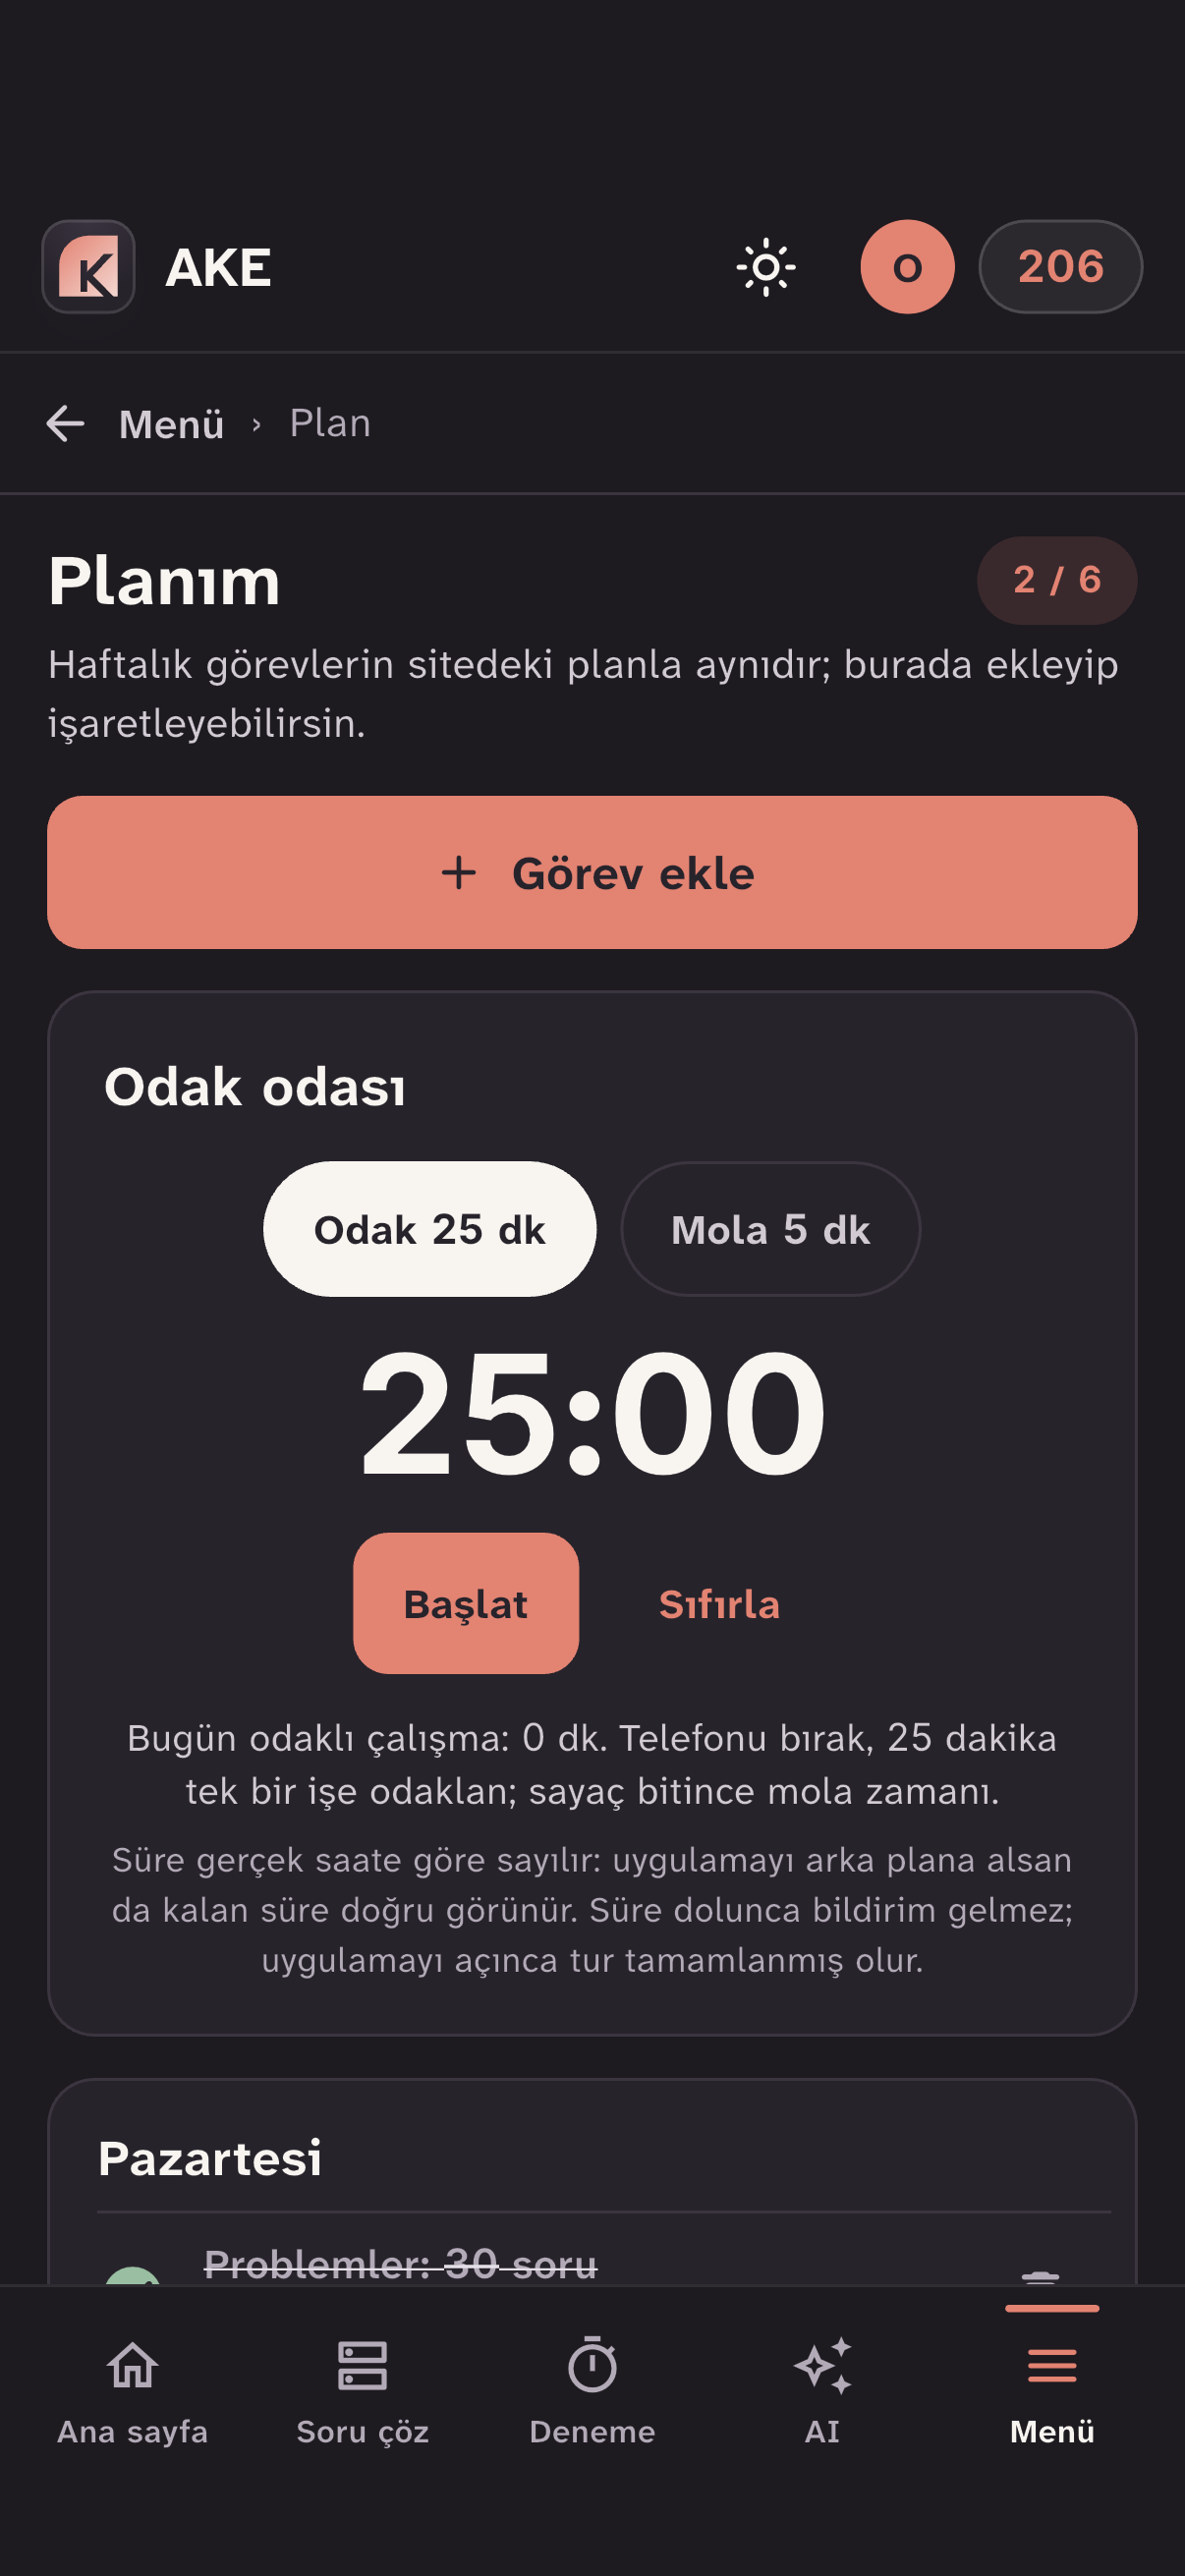 K
AKE
O
206
Menü › Plan
Planım
2 / 6
Haftalık görevlerin sitedeki planla aynıdır; burada ekleyip
işaretleyebilirsin.
+ Görev ekle
Odak odası
Odak 25 dk
Mola 5 dk
25:00
Başlat
Sıfırla
Bugün odaklı çalışma: 0 dk. Telefonu bırak, 25 dakika
tek bir işe odaklan; sayaç bitince mola zamanı.
Süre gerçek saate göre sayılır: uygulamayı arka plana alsan
da kalan süre doğru görünür. Süre dolunca bildirim gelmez;
uygulamayı açınca tur tamamlanmış olur.
Pazartesi
Problemler: 30 soru
Ana sayfa
Soru çöz
Deneme
AI
Menü